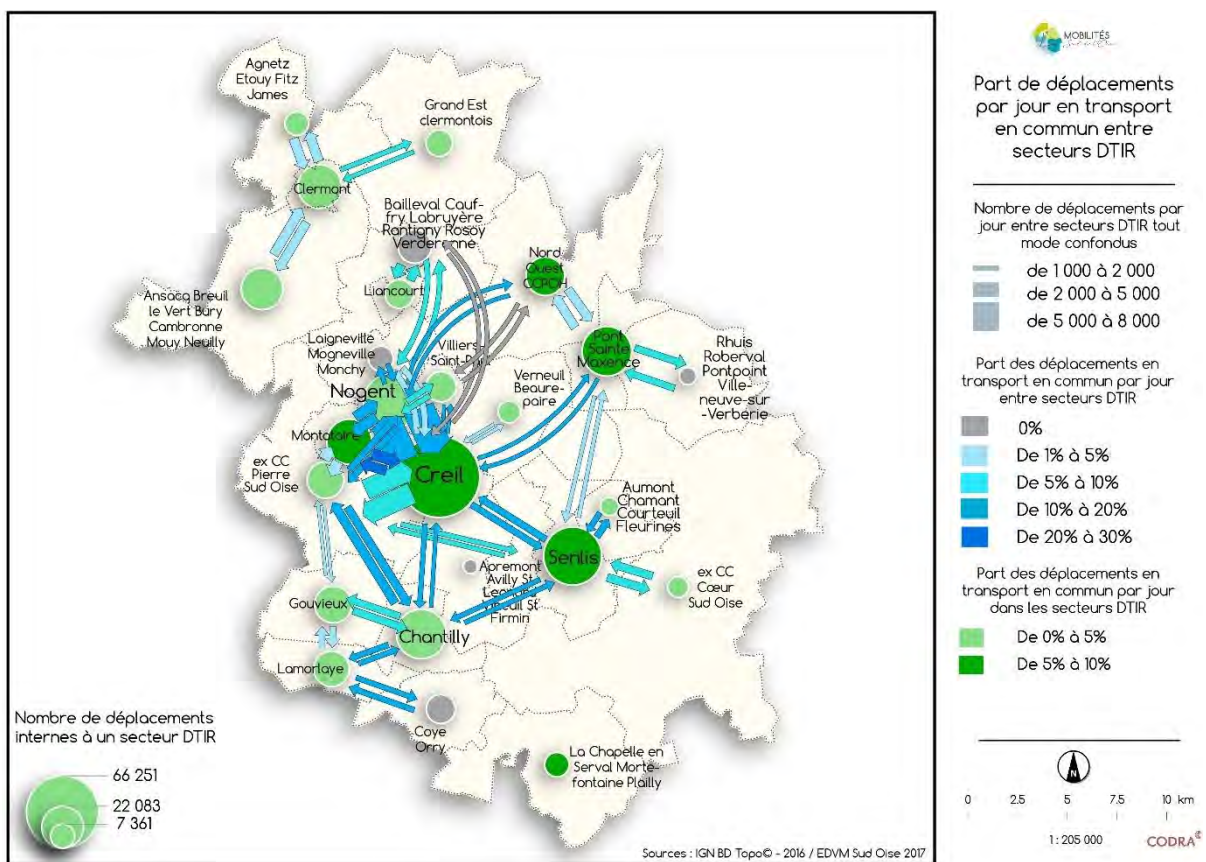 Agnetz
Etouy Fitz
James
Grand Est
clermontois
Clermont
Bailleval Cauf-
fry Labruyère
Rantigny Rosoy
Verderonne
Nord
Ouest
CCPOH
Liancourt
Ansacq Breuil
le Vert Bury
Cambronne
Mouy Neuilly
Laigneville
Mogneville
Monchy
Villiers
Saint-Paul
Pont
Sainte
Maxence
Rhuis
Roberval
Pontpoint
Ville-
neuve-sur
-Verberie
Nogent
Verneuil
Beaure-
paire
Montataire
Creil
ex CC
Pierre
Sud Oise
Aumont
Chamant
Courteuil
Fleurines
Senlis
Apremont
Avilly St
Firmin
ex CC
Cœur
Sud Oise
Gouvieux
Chantilly
Lamorlaye
Coye
Orry
La Chapelle en
Serval Morte-
fontaine Plailly
Nombre de déplacements
internes à un secteur DTIR
66 251
22 083
7 361
Sources : IGN BD Topo© - 2016 / EDVM Sud Oise 2017
MOBILITÉS
Sud de l'Oise
Part de déplacements
par jour en transport
en commun entre
secteurs DTIR
Nombre de déplacements par
jour entre secteurs DTIR tout
mode confondus
de 1 000 à 2 000
de 2 000 à 5 000
de 5 000 à 8 000
Part des déplacements en
transport en commun par jour
entre secteurs DTIR
0%
De 1% à 5%
De 5% à 10%
De 10% à 20%
De 20% à 30%
Part des déplacements en
transport en commun par jour
dans les secteurs DTIR
De 0% à 5%
De 5% à 10%
N
0 2.5 5 10 km
1 : 205 000
CODRA©